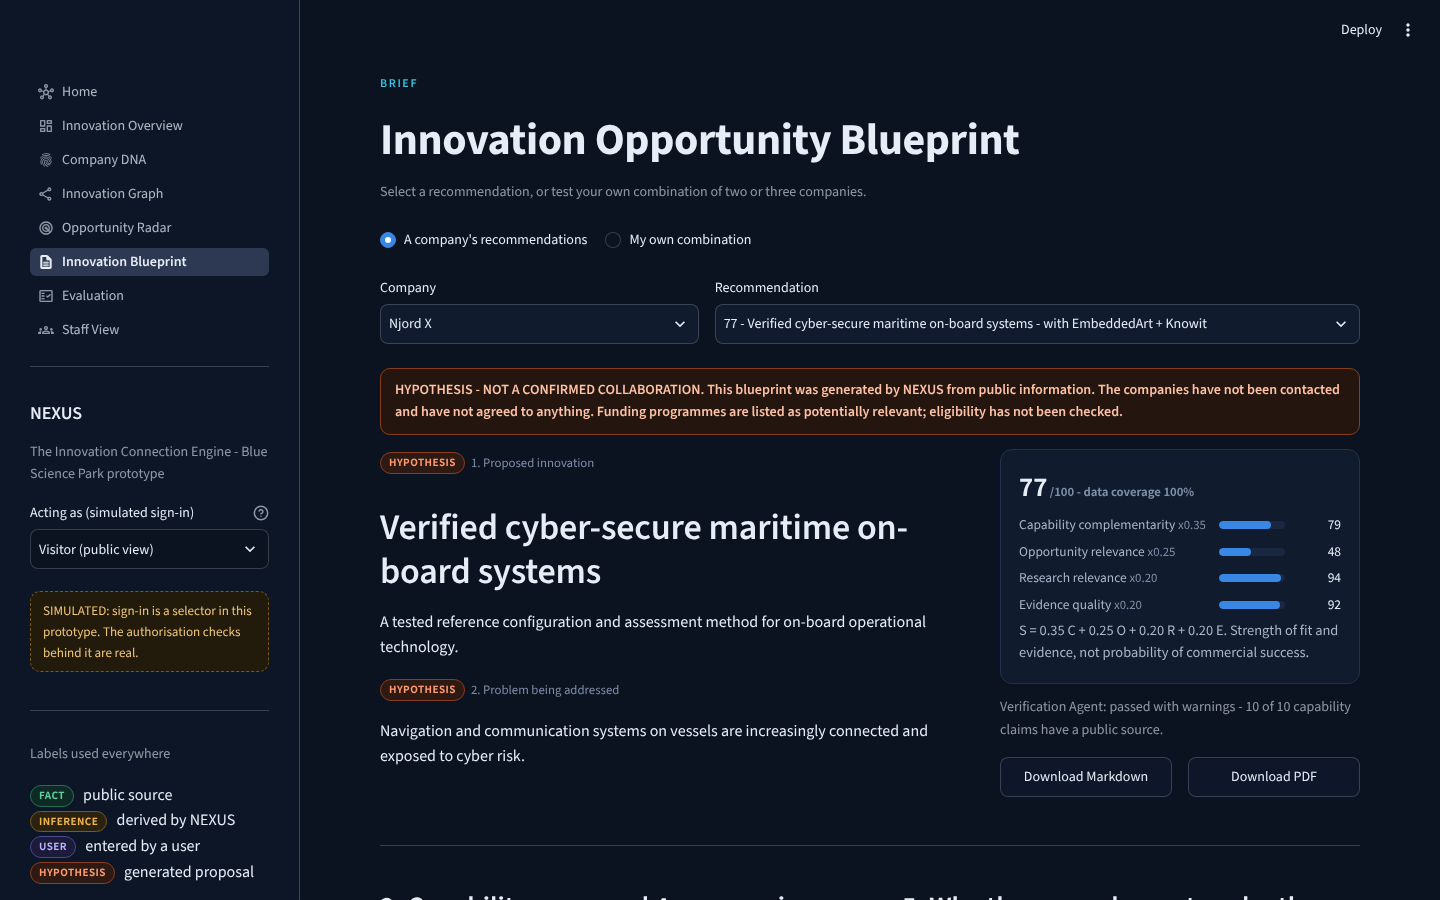 Deploy
Home
Innovation Overview
Company DNA
Innovation Graph
Opportunity Radar
Innovation Blueprint
Evaluation
Staff View
NEXUS
The Innovation Connection Engine - Blue
Science Park prototype
Acting as (simulated sign-in)
Visitor (public view)
SIMULATED: sign-in is a selector in this
prototype. The authorisation checks
behind it are real.
Labels used everywhere
FACT public source
INFERENCE derived by NEXUS
USER entered by a user
HYPOTHESIS generated proposal
BRIEF
Innovation Opportunity Blueprint
Select a recommendation, or test your own combination of two or three companies.
A company's recommendations
My own combination
Company
Recommendation
Njord X
77 - Verified cyber-secure maritime on-board systems - with EmbeddedArt + Knowit
HYPOTHESIS - NOT A CONFIRMED COLLABORATION. This blueprint was generated by NEXUS from public information. The companies have not been contacted
and have not agreed to anything. Funding programmes are listed as potentially relevant; eligibility has not been checked.
HYPOTHESIS 1. Proposed innovation
Verified cyber-secure maritime on-
board systems
A tested reference configuration and assessment method for on-board operational
technology.
HYPOTHESIS 2. Problem being addressed
Navigation and communication systems on vessels are increasingly connected and
exposed to cyber risk.
77 /100 - data coverage 100%
Capability complementarity x0.35 79
Opportunity relevance x0.25 48
Research relevance x0.20 94
Evidence quality x0.20 92
S = 0.35 C + 0.25 O + 0.20 R + 0.20 E. Strength of fit and
evidence, not probability of commercial success.
Verification Agent: passed with warnings - 10 of 10 capability
claims have a public source.
Download Markdown
Download PDF